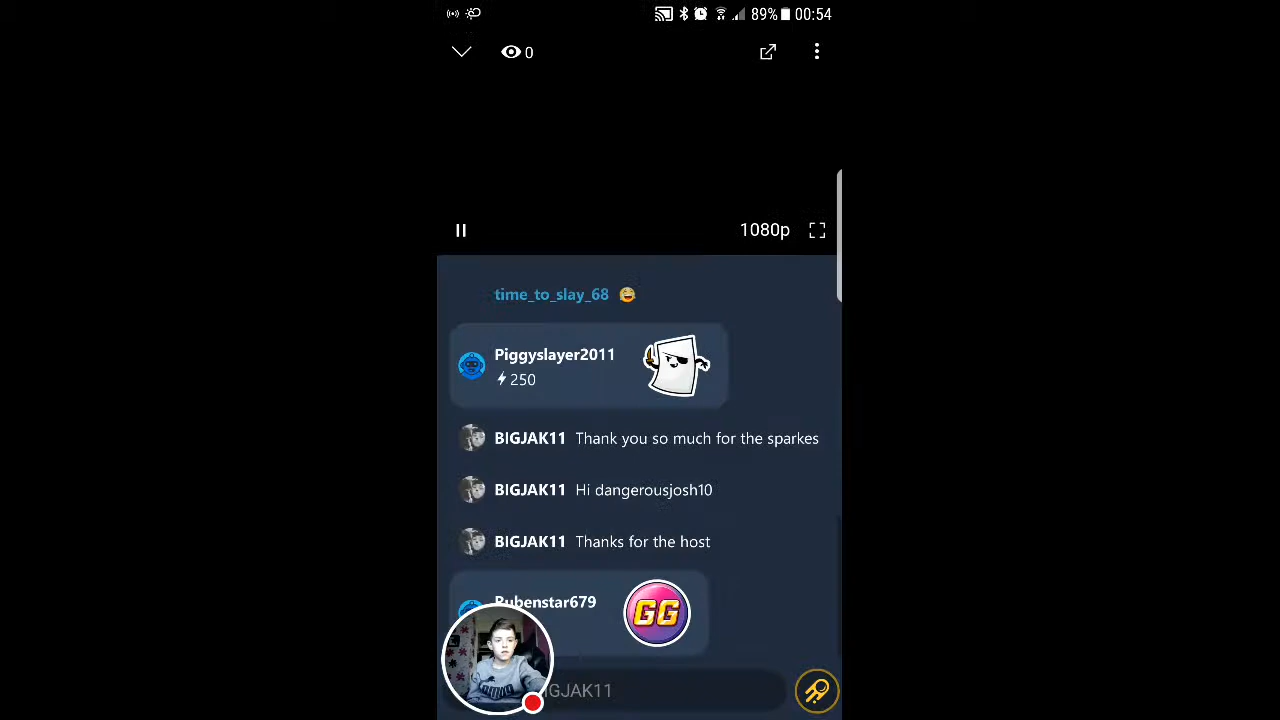 89% 00:54
0
1080p
time_to_slay_68
Piggyslayer2011
250
BIGJAK11 Thank you so much for the sparkes
BIGJAK11 Hi dangerousjosh10
BIGJAK11 Thanks for the host
Rubenstar679
GG
IGJAK11